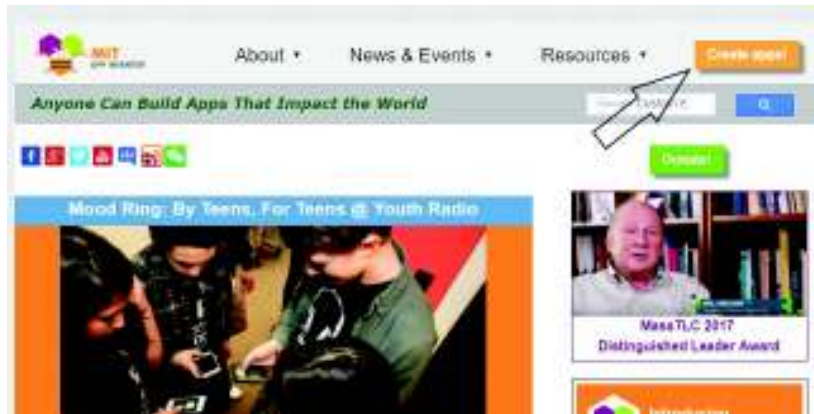 MIT
APP INVENTOR
About
News & Events
Resources
Create apps!
Anyone Can Build Apps That Impact the World
Donate!
Mood Ring: By Teens, For Teens @ Youth Radio
MassTLC 2017
Distinguished Leader Award